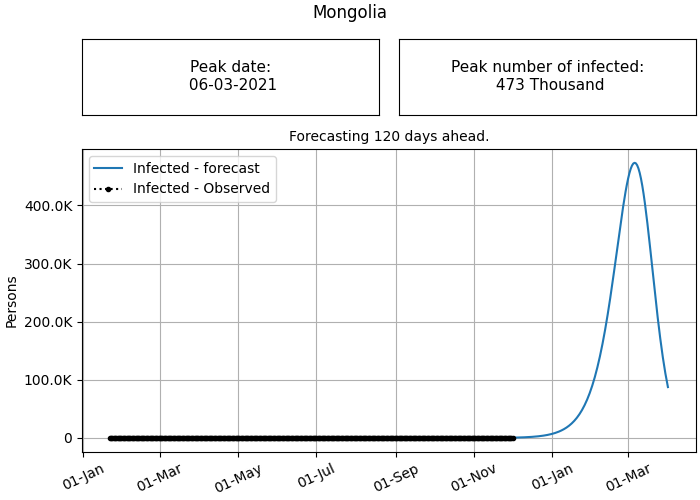 Mongolia
Peak date:
06-03-2021
Peak number of infected:
473 Thousand
Forecasting 120 days ahead.
Infected - forecast
Infected - Observed
Persons
400.0K
300.0K
200.0K
100.0K
0
01-Jan
01-Mar
01-May
01-Jul
01-Sep
01-Nov
01-Jan
01-Mar